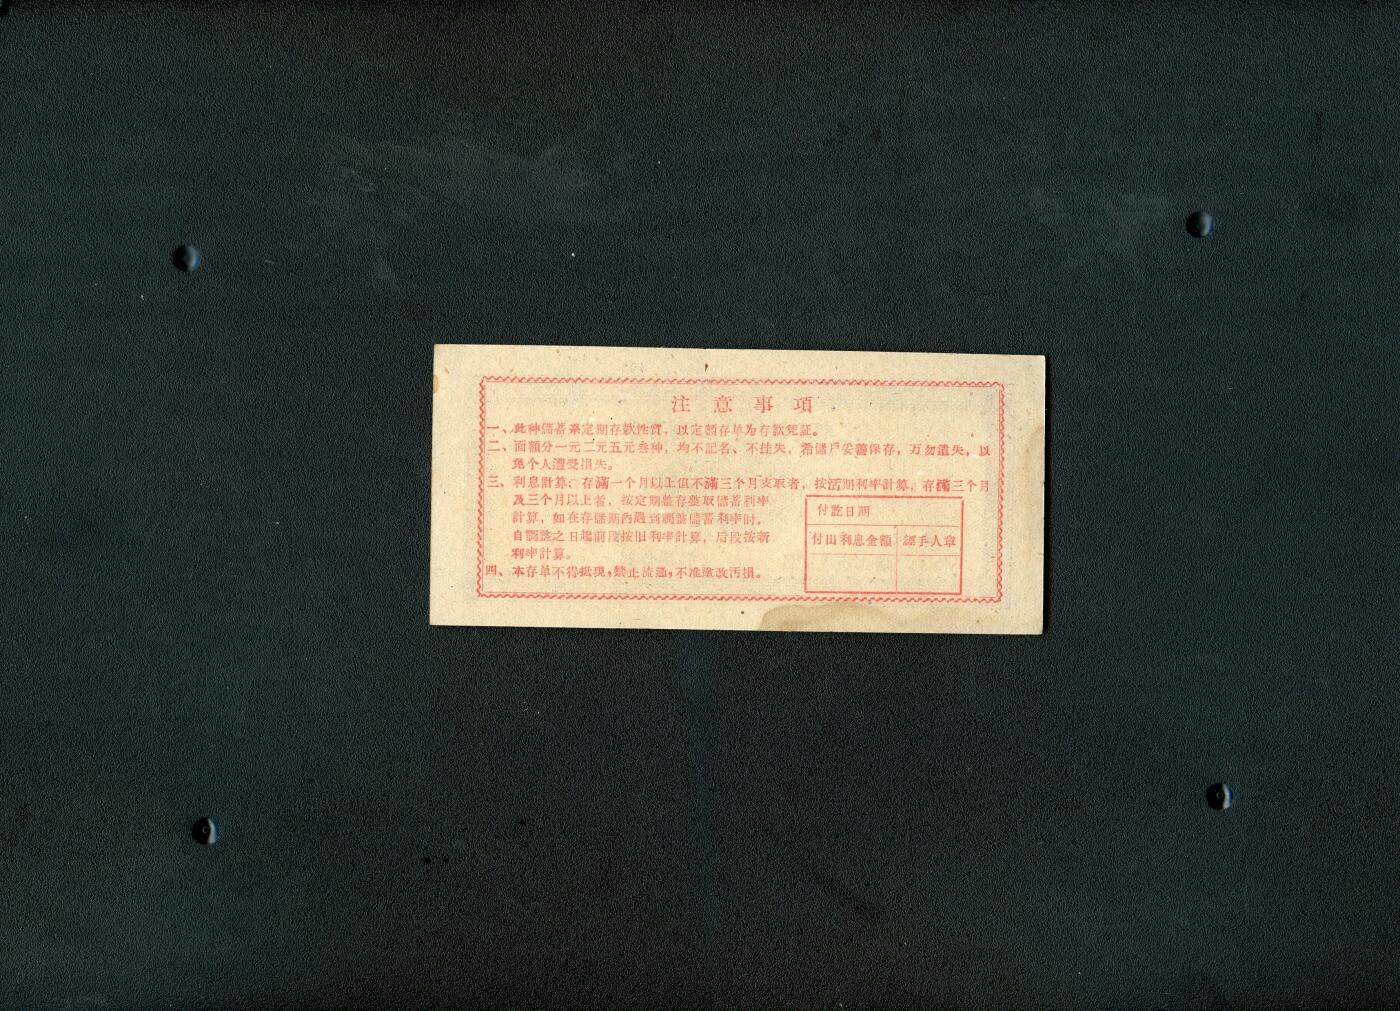 注意事項
一、此种儲蓄系定期存款性質，以定額存单为存款凭証。
二、面額分一元二元五元叁种，均不記名、不挂失，希儲戶妥善保存，万勿遺失，以
免个人遭受損失。
三、利息計算：存滿一个月以上但不滿三个月支取者，按活期利率計算，存滿三个月
及三个月以上者，按定期整存整取儲蓄利率
計算，如在存儲期內遇到調整儲蓄利率时，
自調整之日起前段按旧利率計算，后段按新
利率計算。
四、本存单不得抵現，禁止流通，不准塗改污損。
付訖日期
付出利息金額 經手人章